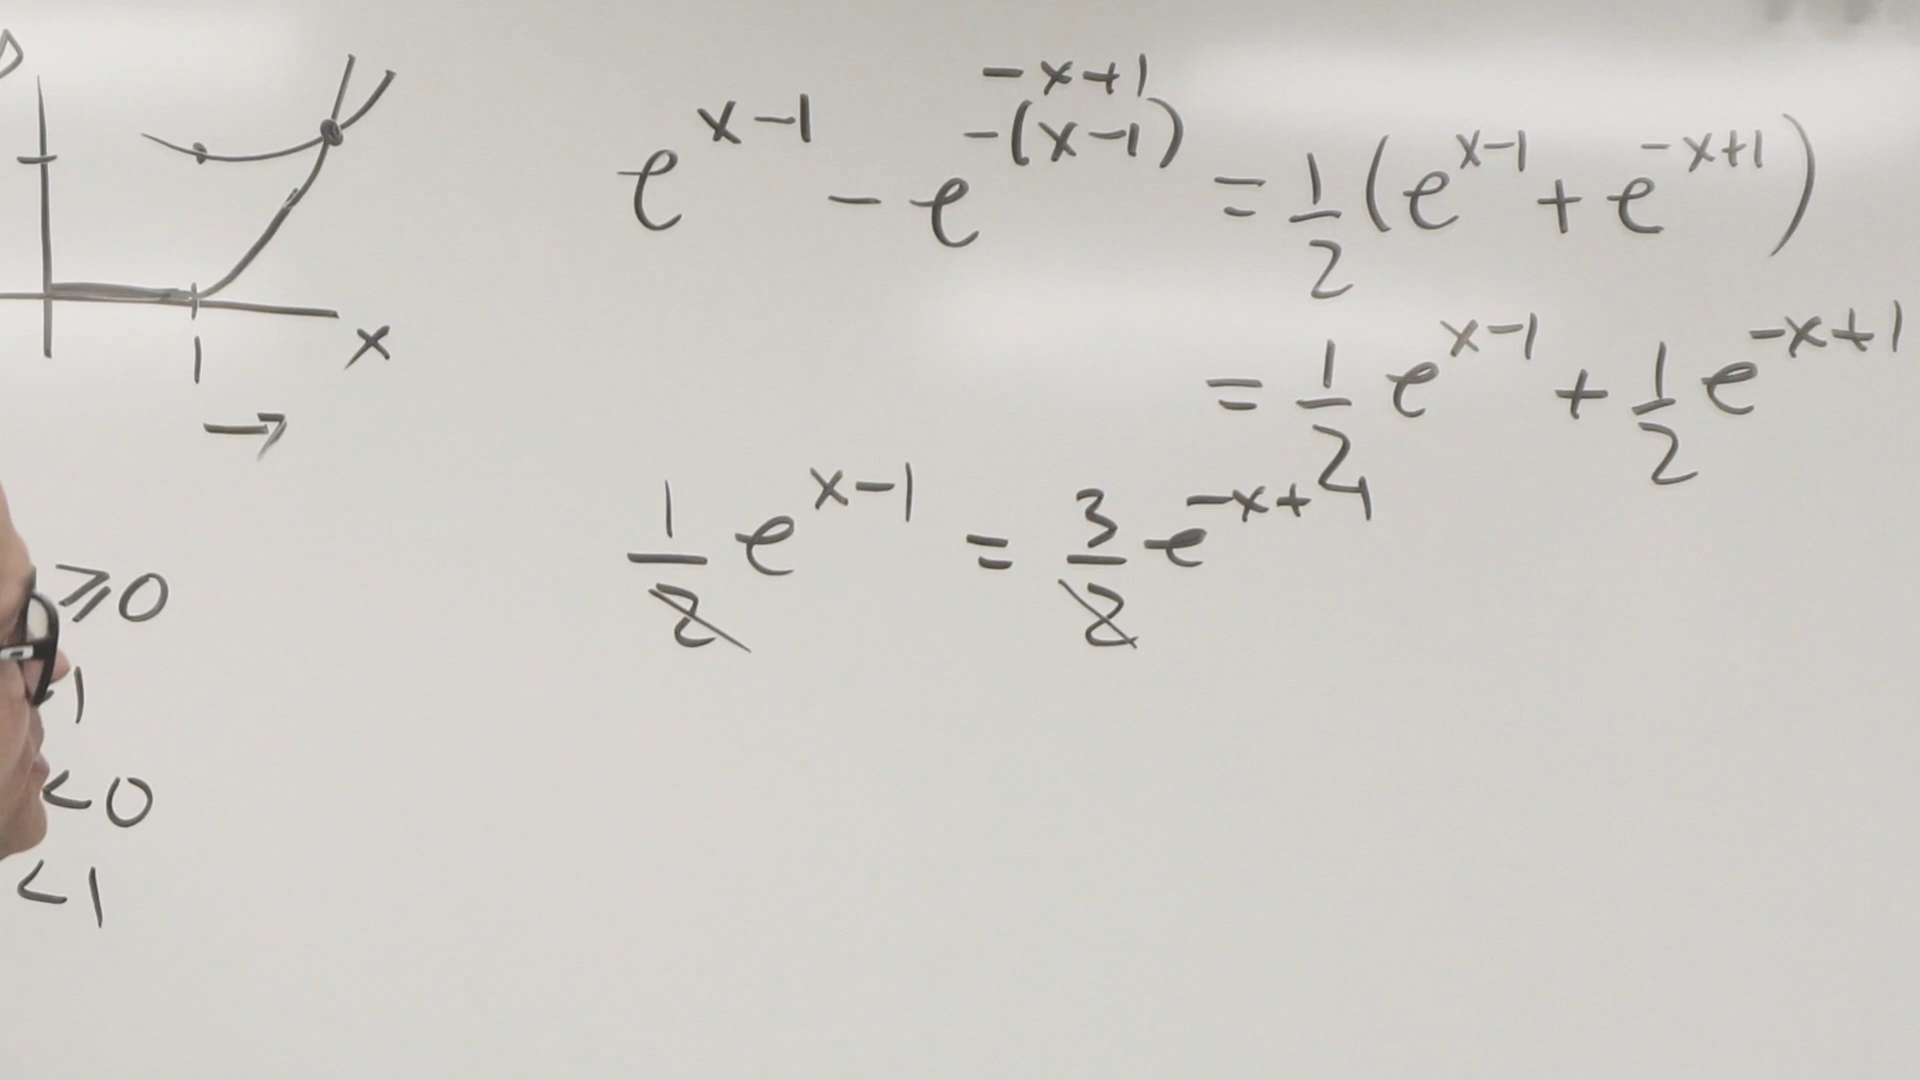 x
1
→
≥0
1
<0
<1
e^{x-1} - e^{-(x-1)} ^{-x+1} = 1/2 (e^{x-1} + e^{-x+1})
= 1/2 e^{x-1} + 1/2 e^{-x+1}
1/2 e^{x-1} = 3/2 e^{-x+1}